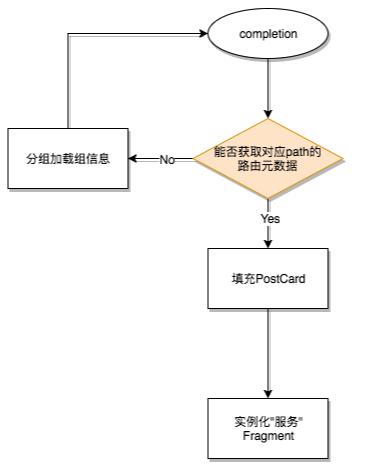 completion
能否获取对应path的
路由元数据
No
分组加载组信息
Yes
填充PostCard
实例化"服务"
Fragment